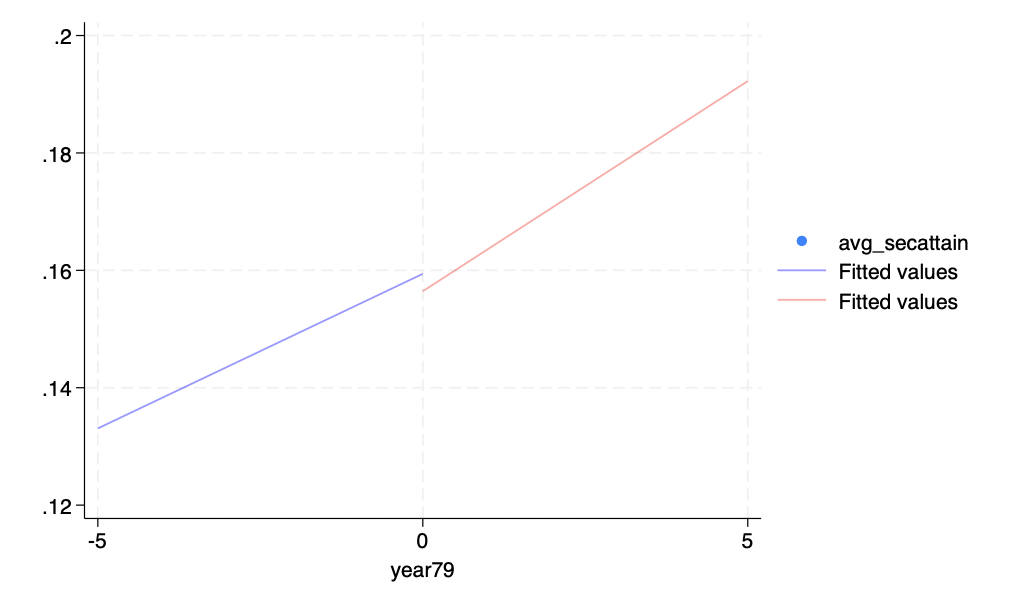 .2
.18
.16
.14
.12
-5
0
5
year79
avg_secattain
Fitted values
Fitted values